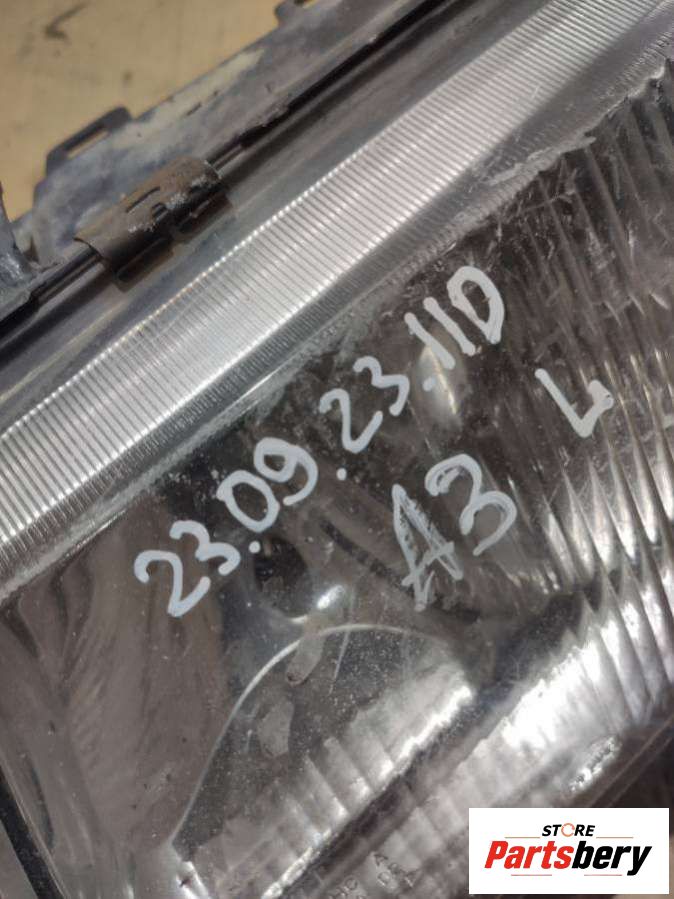 23.09.23.11D
A3 L
STORE
Partsbery